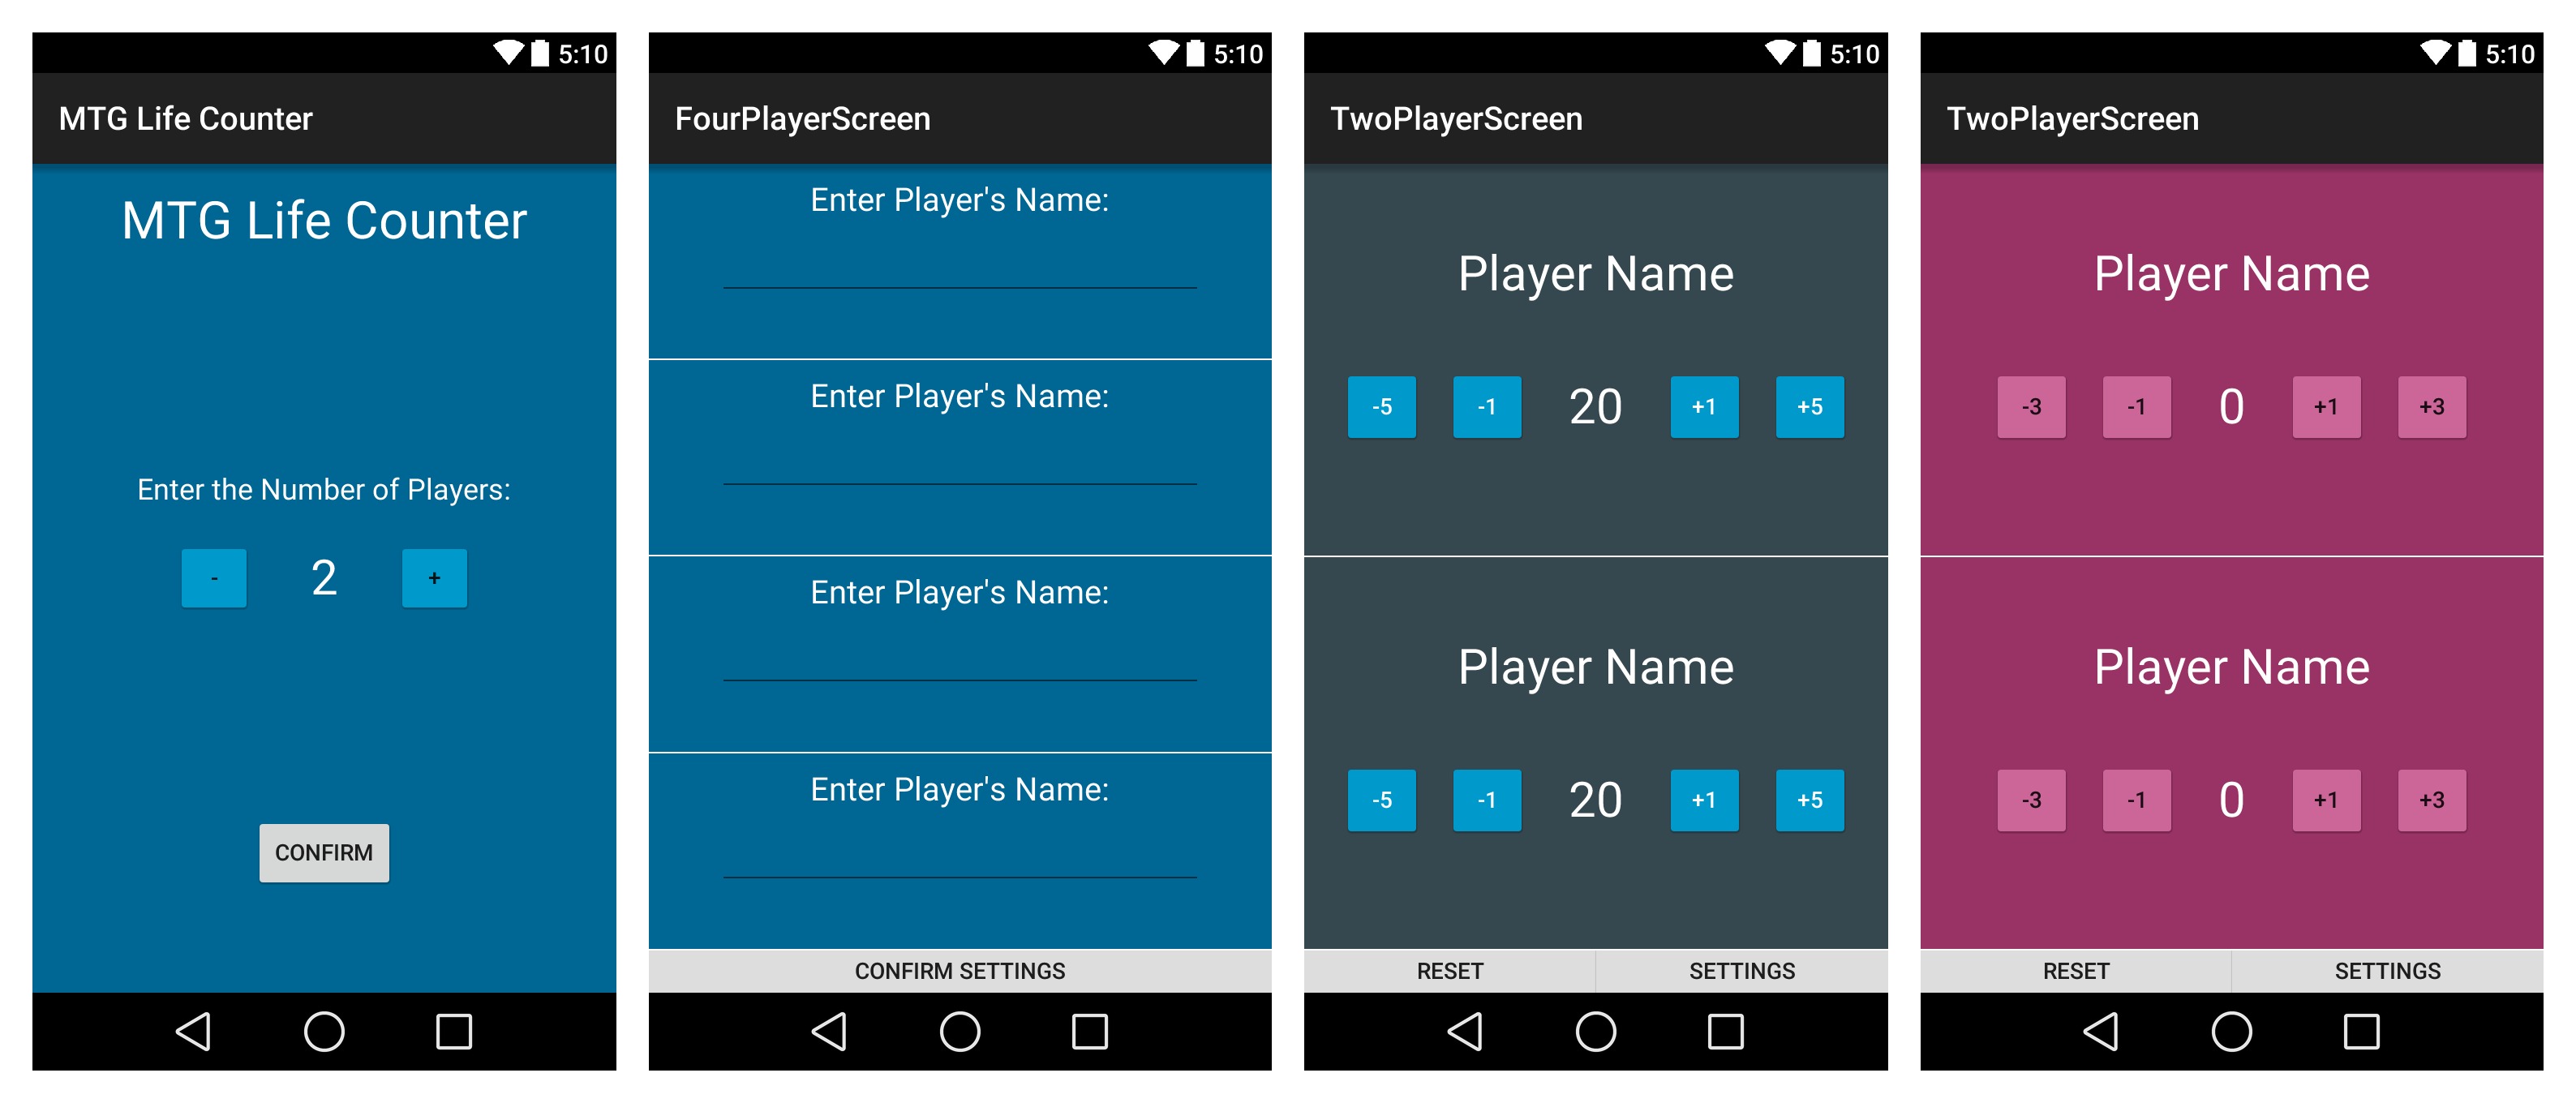 5:10
MTG Life Counter
MTG Life Counter
Enter the Number of Players:
- 2 +
CONFIRM
5:10
FourPlayerScreen
Enter Player's Name:
Enter Player's Name:
Enter Player's Name:
Enter Player's Name:
CONFIRM SETTINGS
5:10
TwoPlayerScreen
Player Name
-5 -1 20 +1 +5
Player Name
-5 -1 20 +1 +5
RESET SETTINGS
5:10
TwoPlayerScreen
Player Name
-3 -1 0 +1 +3
Player Name
-3 -1 0 +1 +3
RESET SETTINGS